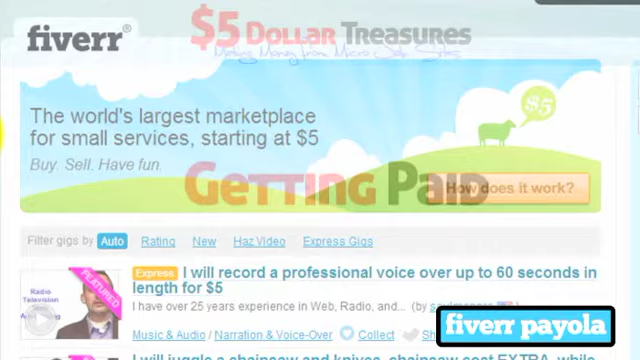 $5 Dollar Treasures
fiverr®
Making Money from Micro Job Sites
The world's largest marketplace
for small services, starting at $5
$5
Buy. Sell. Have fun.
Getting Paid
How does it work?
Filter gigs by Auto Rating New Haz Video Express Gigs
FEATURED
Express I will record a professional voice over up to 60 seconds in
length for $5
Radio
Television
I have over 25 years experience in Web, Radio, and... (by
Music & Audio / Narration & Voice-Over Collect
fiverr payola
I will juggle a chainsaw and knives, chainsaw cost EXTRA, while